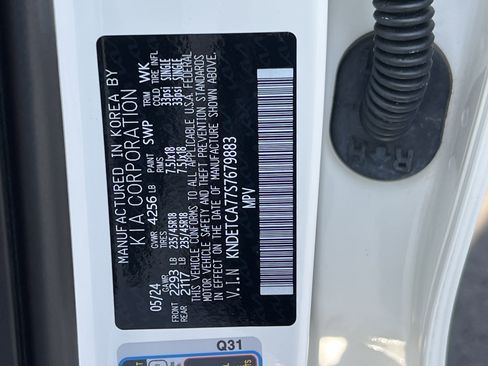 MANUFACTURED IN KOREA BY
KIA CORPORATION
05/24 GVWR 4256 LB PAINT SWP TRIM WK
GAWR TIRES RIMS COLD TIRE INFL
FRONT 2293 LB 235/45R18 7.5Jx18 33psi SINGLE
REAR 2117 LB 235/45R18 7.5Jx18 33psi SINGLE
THIS VEHICLE CONFORMS TO ALL APPLICABLE U.S.A. FEDERAL
MOTOR VEHICLE SAFETY, AND THEFT PREVENTION STANDARDS
IN EFFECT ON THE DATE OF MANUFACTURE SHOWN ABOVE.
V.I.N KNDETCA77S7679883
MPV
Q31
R H